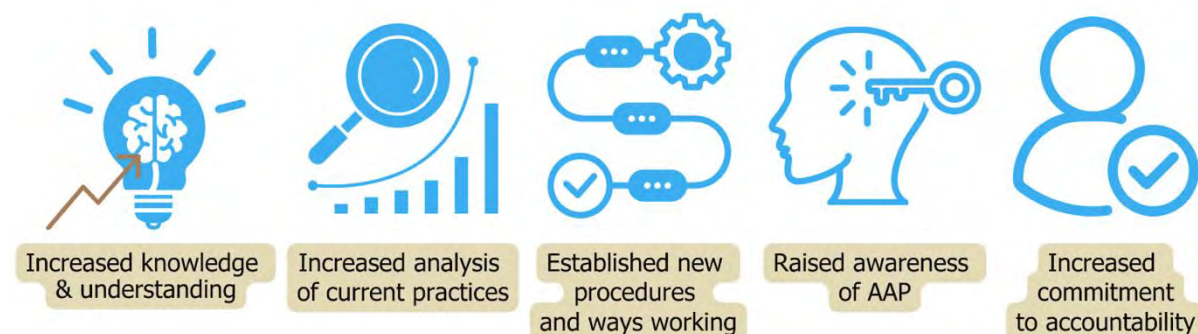 Increased knowledge
& understanding
Increased analysis
of current practices
Established new
procedures
and ways working
Raised awareness
of AAP
Increased
commitment
to accountability